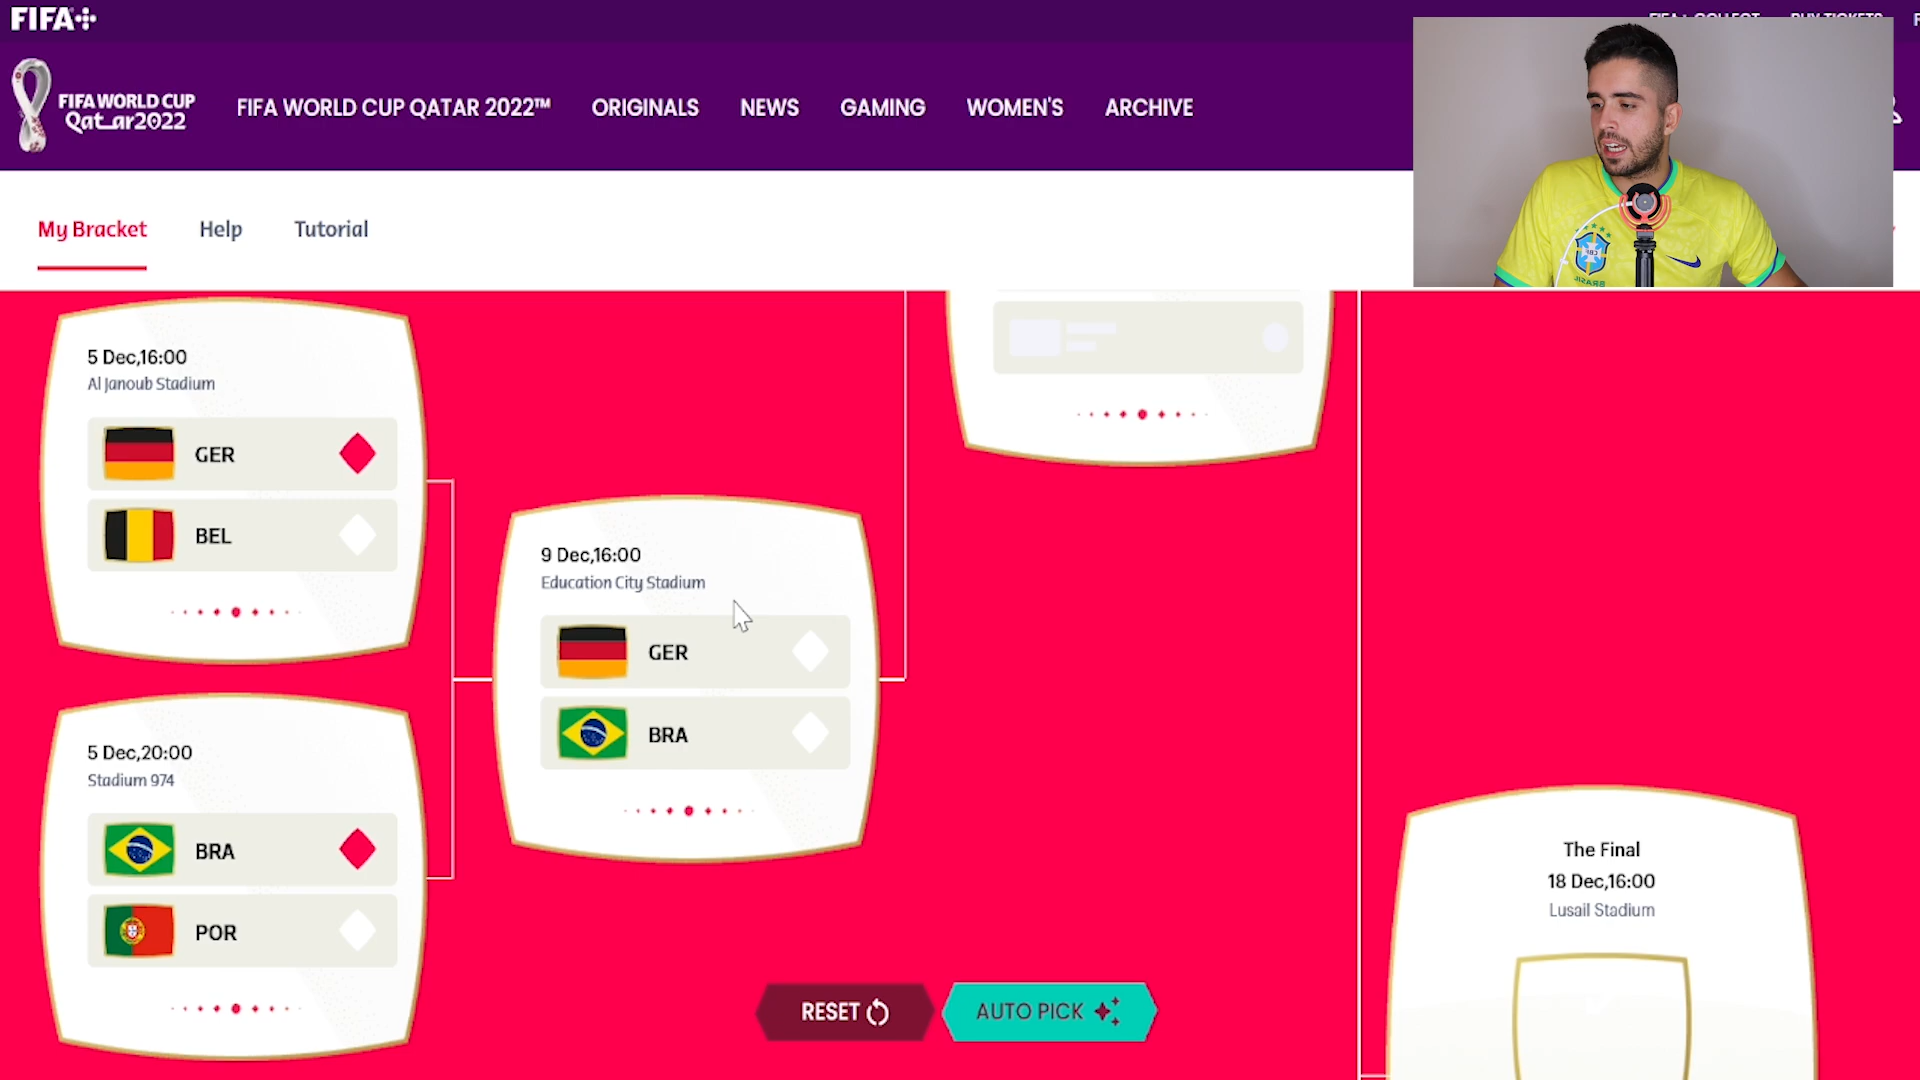 FIFA+
FIFA WORLD CUP
Qatar2022
FIFA WORLD CUP QATAR 2022™
ORIGINALS
NEWS
GAMING
WOMEN'S
ARCHIVE
My Bracket
Help
Tutorial
5 Dec,16:00
Al Janoub Stadium
GER
BEL
9 Dec,16:00
Education City Stadium
GER
BRA
5 Dec,20:00
Stadium 974
BRA
POR
The Final
18 Dec,16:00
Lusail Stadium
RESET
AUTO PICK